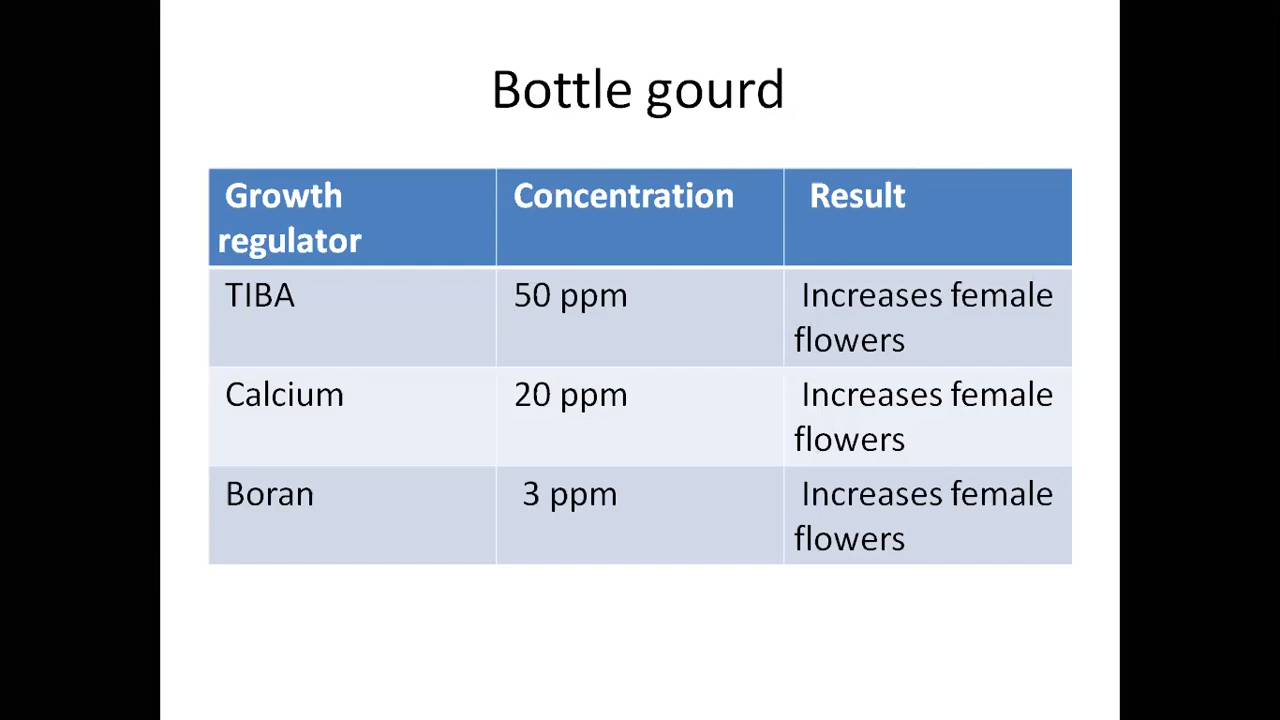 Bottle gourd
Growth regulator Concentration Result
TIBA 50 ppm Increases female flowers
Calcium 20 ppm Increases female flowers
Boran 3 ppm Increases female flowers